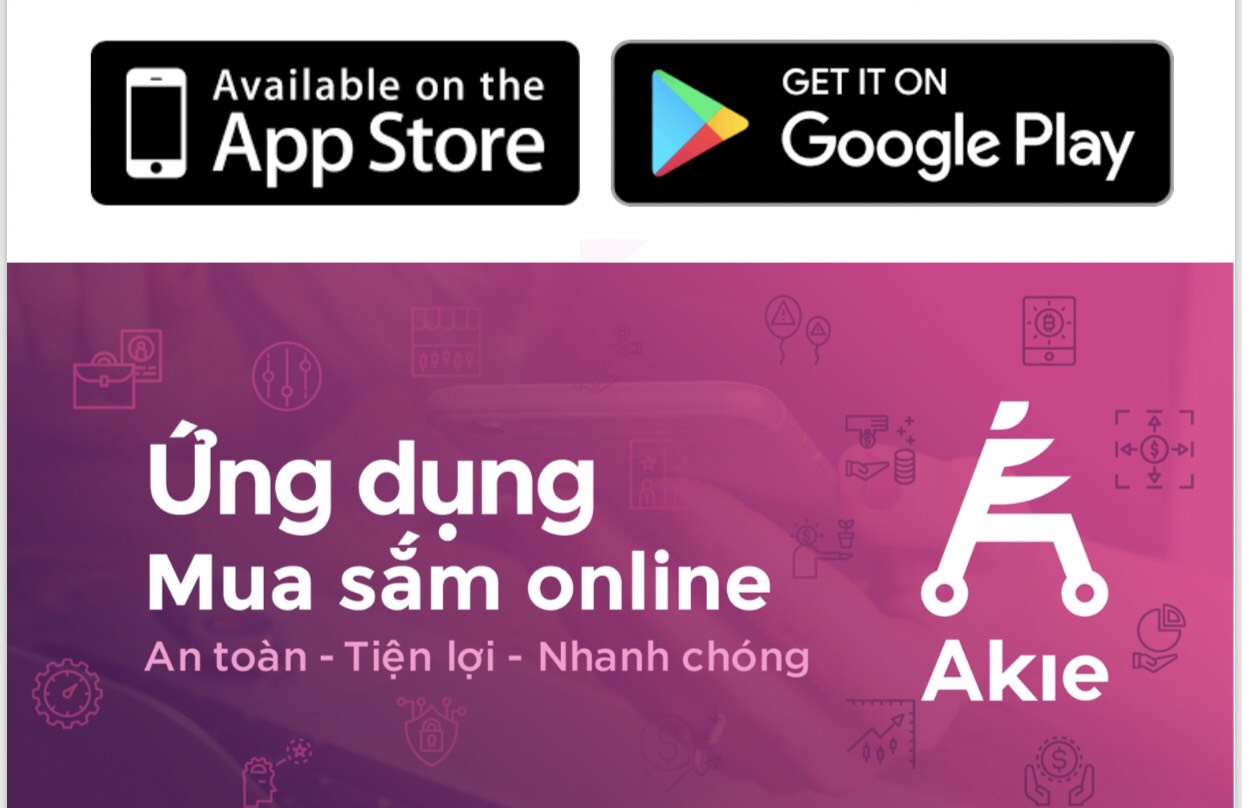 Available on the
App Store
GET IT ON
Google Play
Ứng dụng
Mua sắm online
An toàn - Tiện lợi - Nhanh chóng
Akıe